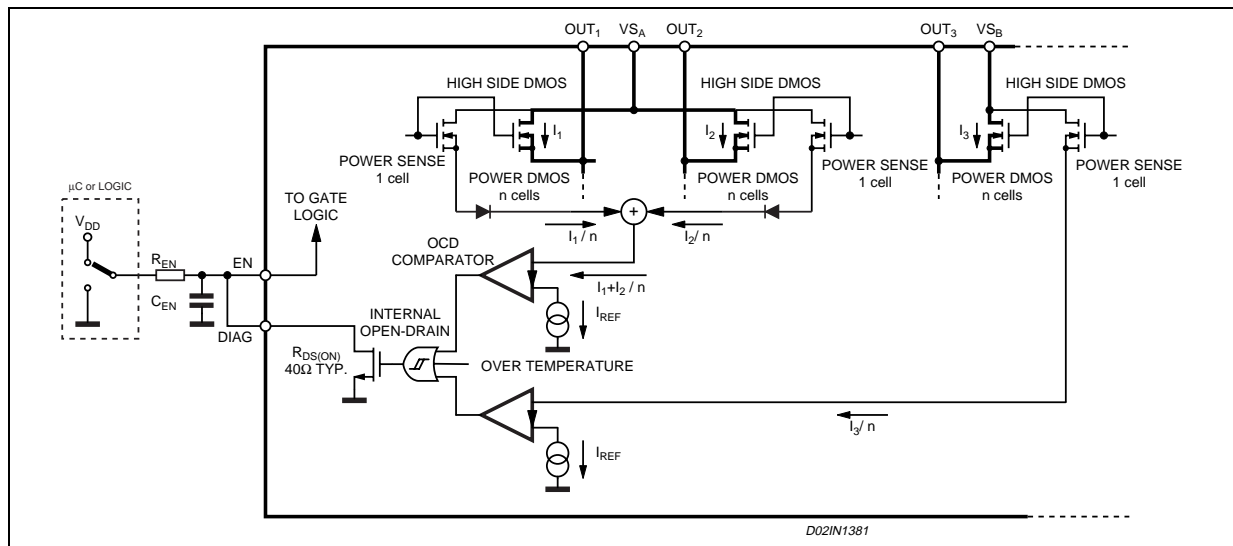 OUT1 VSA OUT2 OUT3 VSB
HIGH SIDE DMOS
HIGH SIDE DMOS
HIGH SIDE DMOS
I1
I2
I3
POWER SENSE
1 cell
POWER DMOS
n cells
POWER DMOS
n cells
POWER SENSE
1 cell
POWER DMOS
n cells
POWER SENSE
1 cell
µC or LOGIC
VDD
TO GATE
LOGIC
+
I1 / n
I2 / n
OCD
COMPARATOR
REN
EN
CEN
I1+I2 / n
IREF
DIAG
INTERNAL
OPEN-DRAIN
RDS(ON)
40Ω TYP.
OVER TEMPERATURE
I3/ n
IREF
D02IN1381